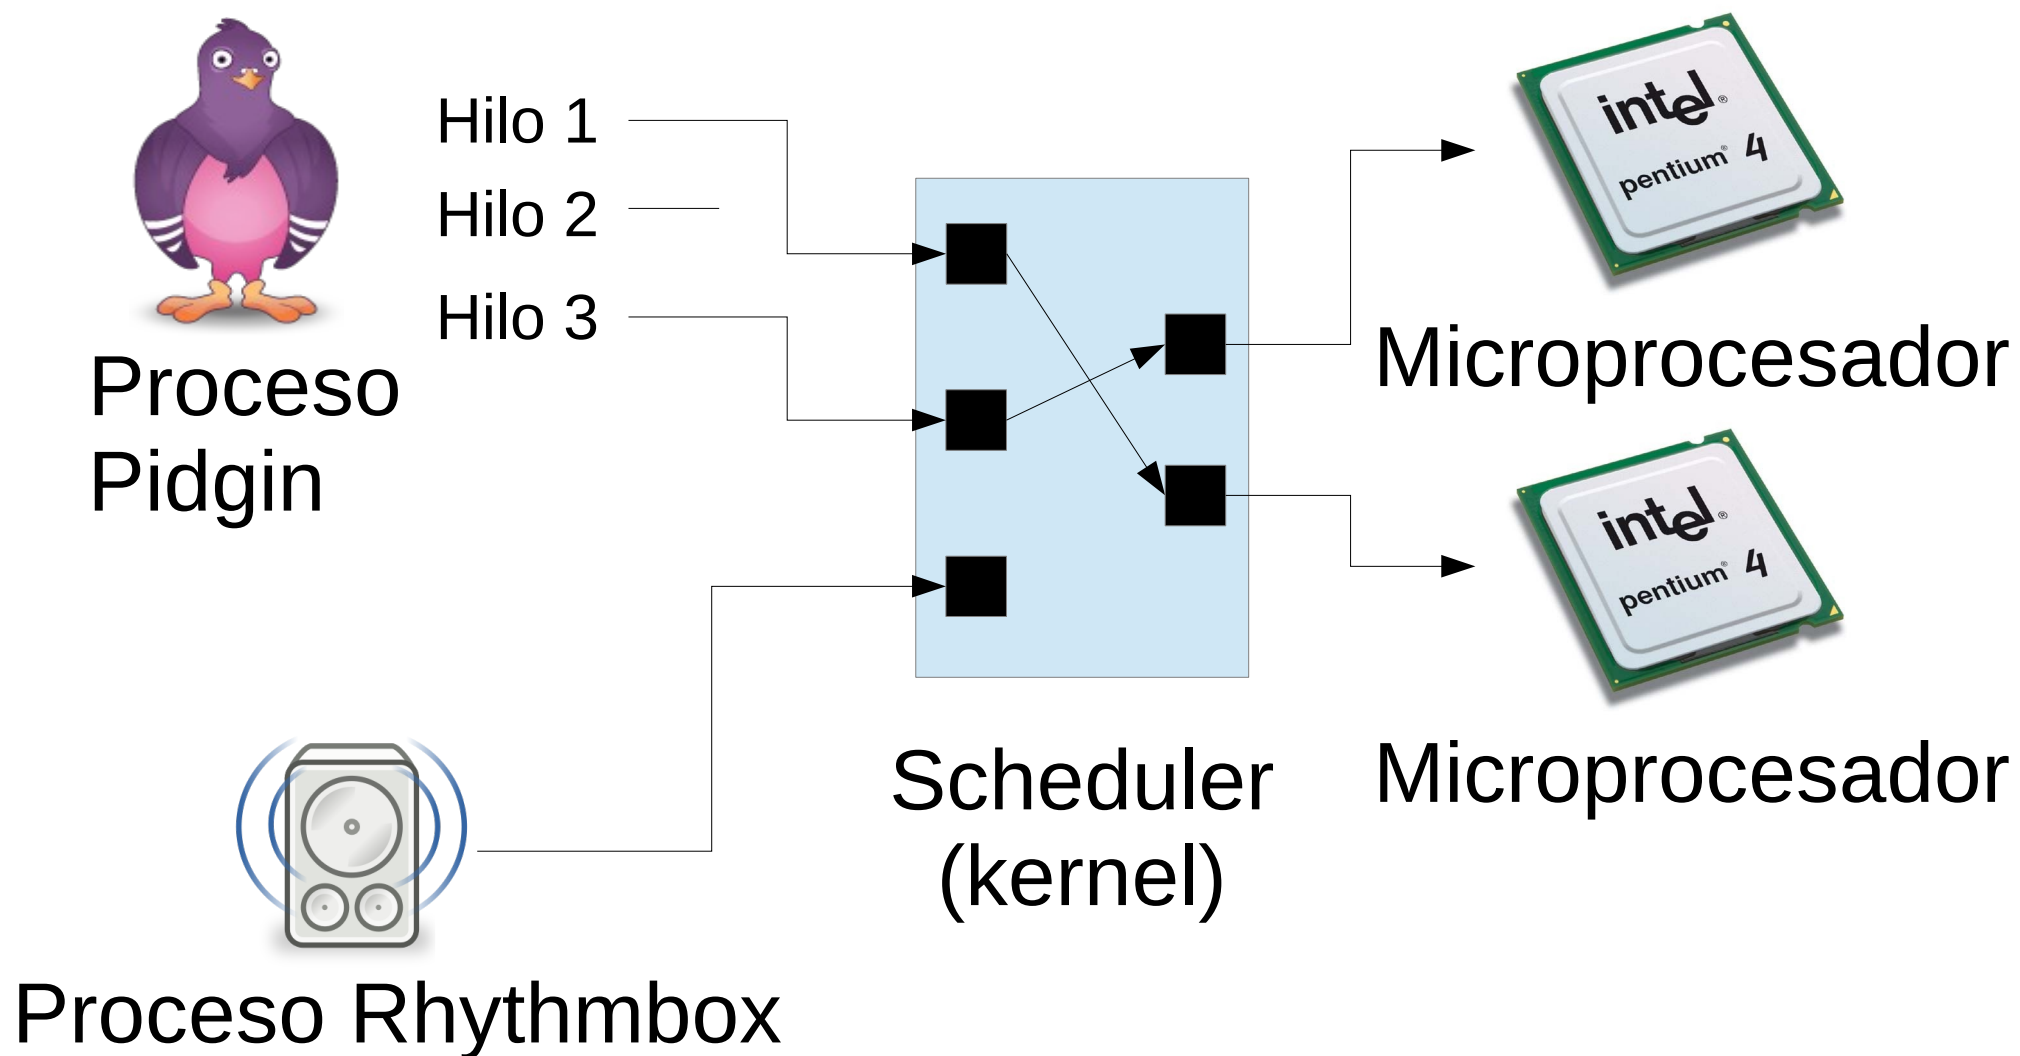 Hilo 1
Hilo 2
Hilo 3
Proceso
Pidgin
Proceso Rhythmbox
Scheduler
(kernel)
intel®
pentium® 4
Microprocesador
intel®
pentium® 4
Microprocesador